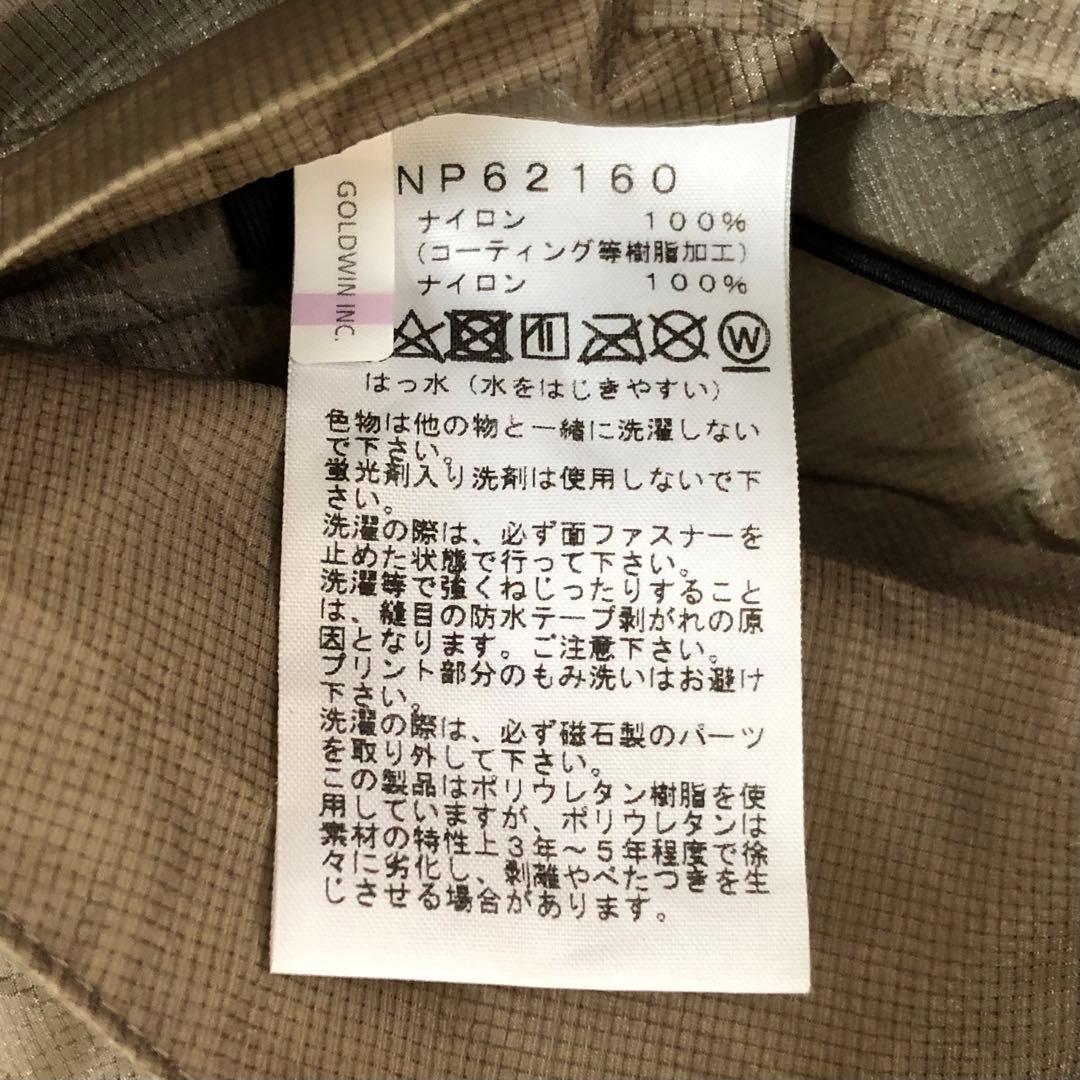 GOLDWIN INC.
NP62160
ナイロン 100%
(コーティング等樹脂加工)
ナイロン 100%
W
はっ水（水をはじきやすい）
色物は他の物と一緒に洗濯しない
で下さい。
蛍光剤入り洗剤は使用しないで下
さい。
洗濯の際は、必ず面ファスナーを
止めた状態で行って下さい。
洗濯等で強くねじったりすること
は、縫目の防水テープ剥がれの原
因となります。ご注意下さい。
プリント部分のもみ洗いはお避け
下さい。
洗濯の際は、必ず磁石製のパーツ
を取り外して下さい。
この製品はポリウレタン樹脂を使
用していますが、ポリウレタンは
素材の特性上3年～5年程度で徐
々に劣化し、剥離やべたつきを生
じさせる場合があります。